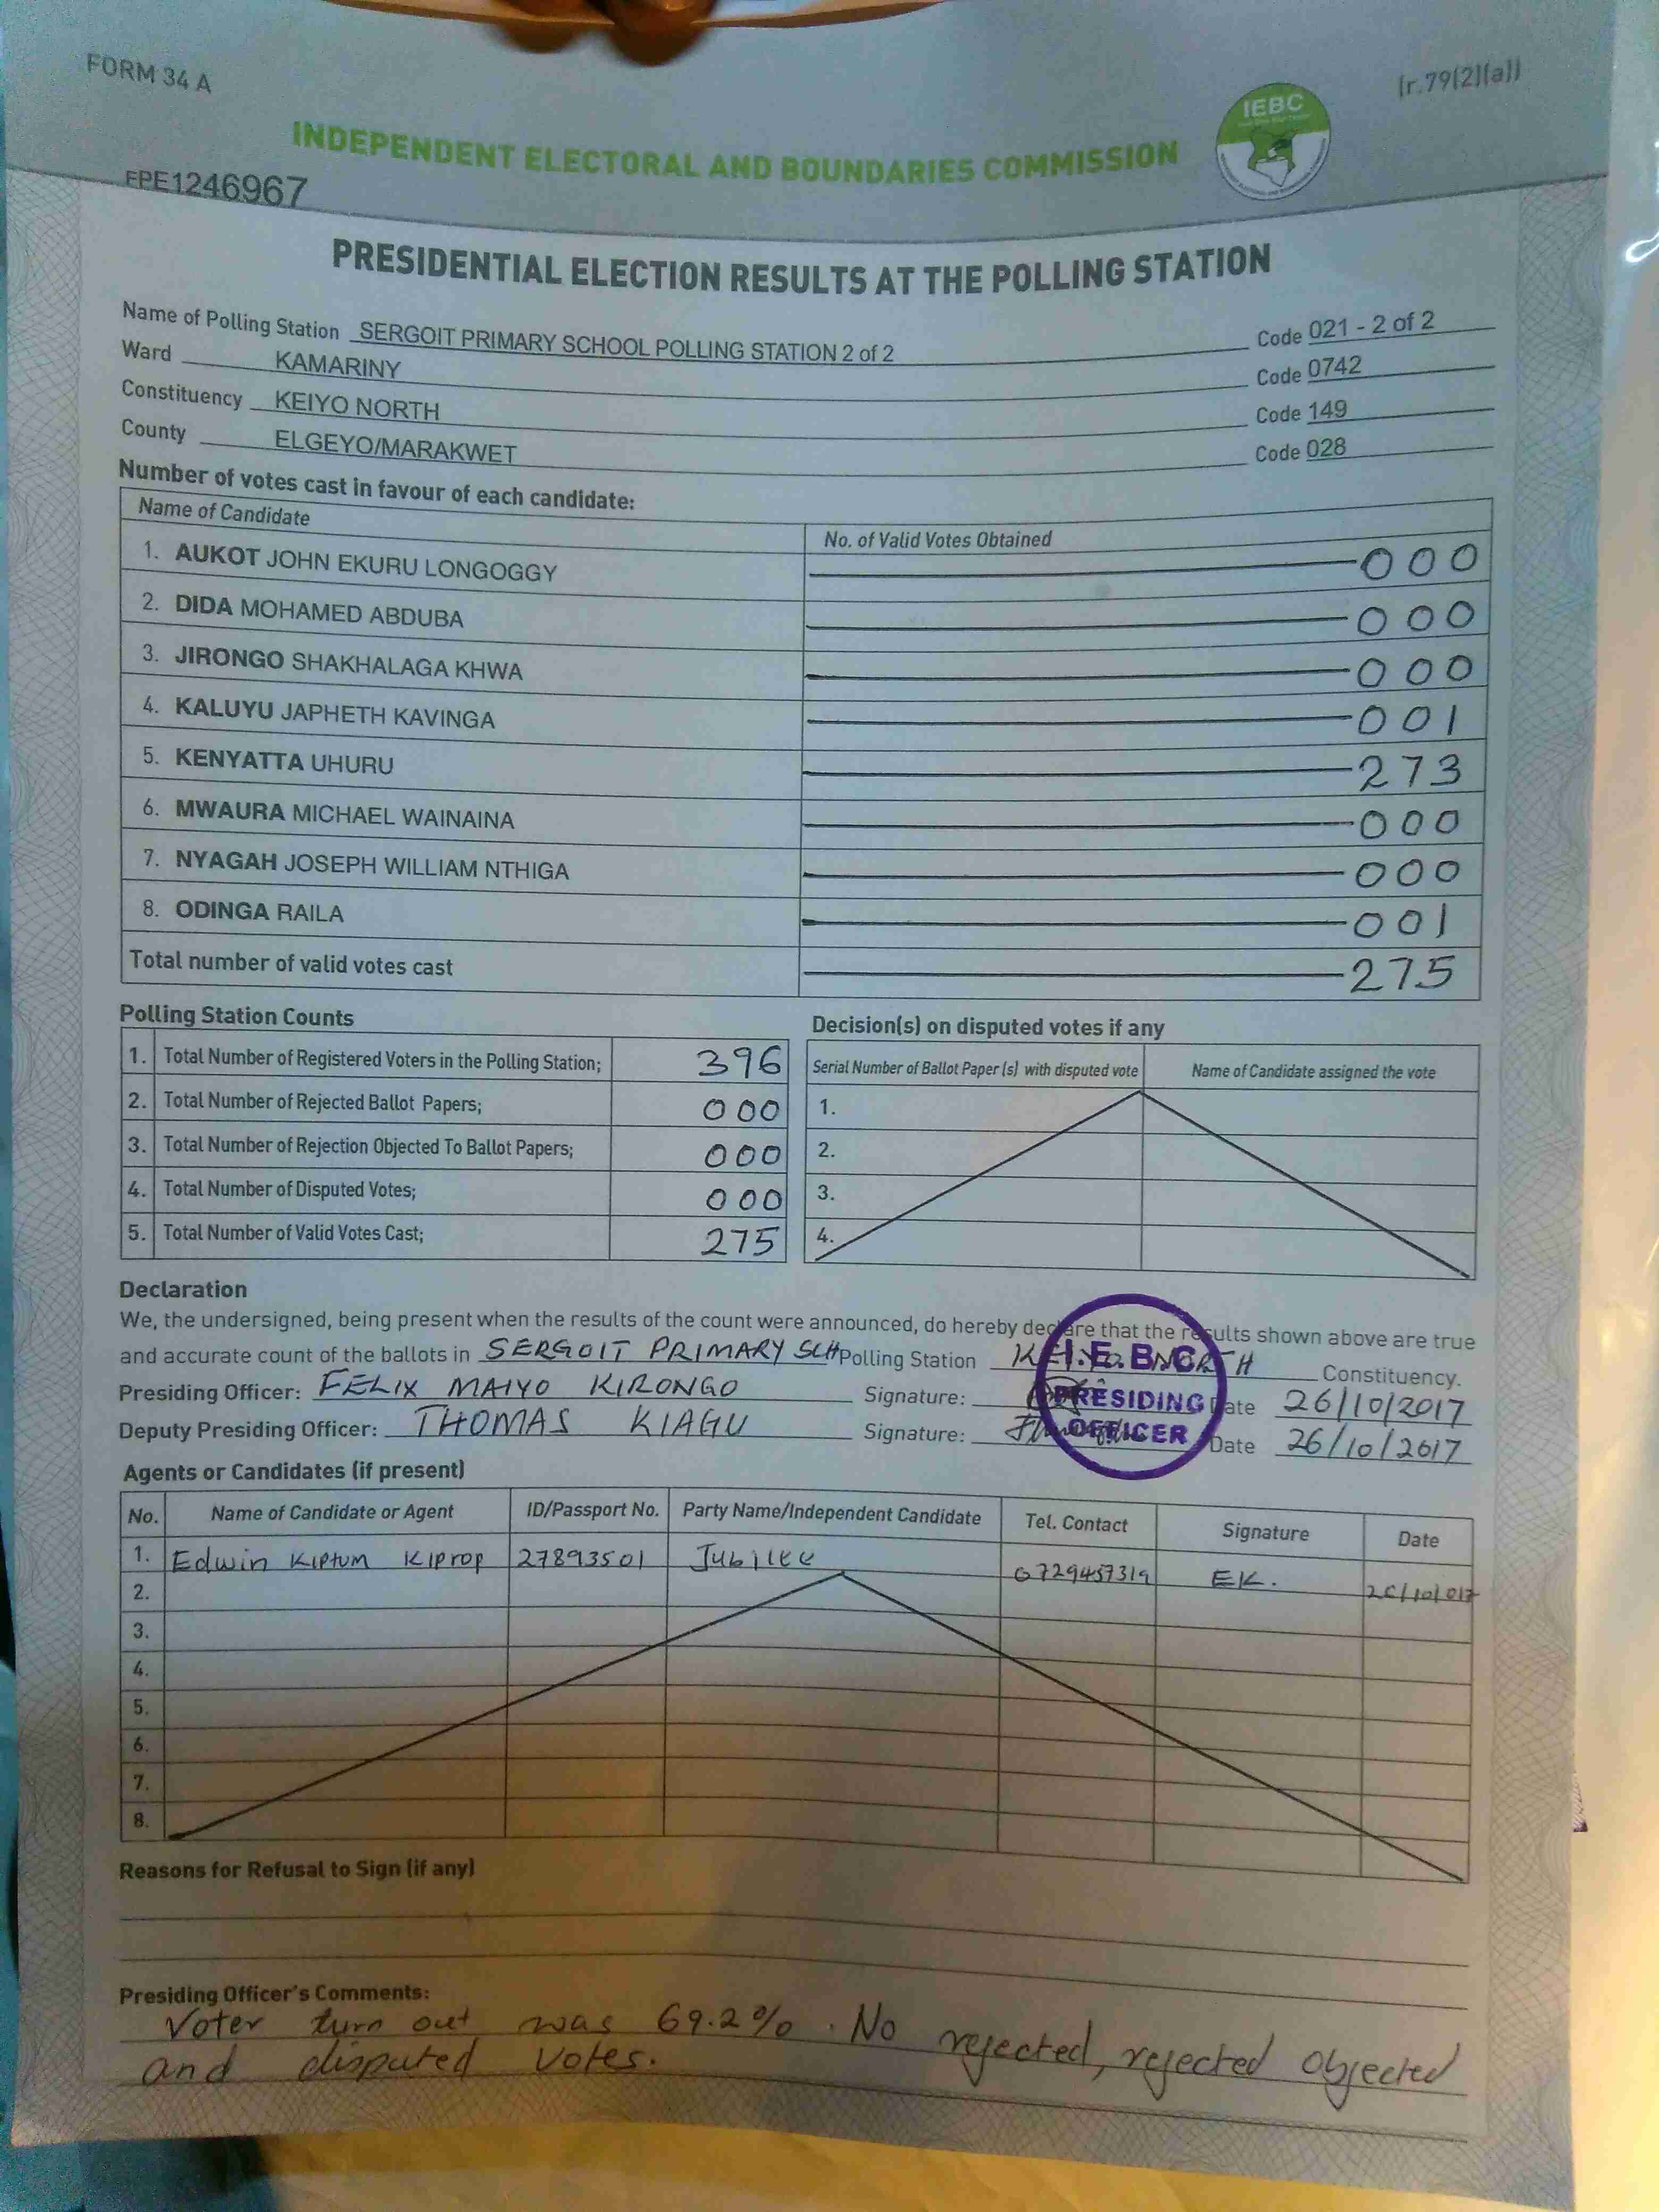 FORM 34 A
(r.79(2)(a))
IEBC
INDEPENDENT ELECTORAL AND BOUNDARIES COMMISSION
FPE1246967
PRESIDENTIAL ELECTION RESULTS AT THE POLLING STATION
Name of Polling Station SERGOIT PRIMARY SCHOOL POLLING STATION 2 of 2 Code 021 - 2 of 2
Ward KAMARINY Code 0742
Constituency KEIYO NORTH Code 149
County ELGEYO/MARAKWET Code 028
Number of votes cast in favour of each candidate:
Name of Candidate No. of Valid Votes Obtained
1. AUKOT JOHN EKURU LONGOGGY 000
2. DIDA MOHAMED ABDUBA 000
3. JIRONGO SHAKHALAGA KHWA 000
4. KALUYU JAPHETH KAVINGA 001
5. KENYATTA UHURU 273
6. MWAURA MICHAEL WAINAINA 000
7. NYAGAH JOSEPH WILLIAM NTHIGA 000
8. ODINGA RAILA 001
Total number of valid votes cast 275
Polling Station Counts
1. Total Number of Registered Voters in the Polling Station; 396
2. Total Number of Rejected Ballot Papers; 000
3. Total Number of Rejection Objected To Ballot Papers; 000
4. Total Number of Disputed Votes; 000
5. Total Number of Valid Votes Cast; 275
Decision(s) on disputed votes if any
Serial Number of Ballot Paper (s) with disputed vote Name of Candidate assigned the vote
1.
2.
3.
4.
Declaration
We, the undersigned, being present when the results of the count were announced, do hereby declare that the results shown above are true
and accurate count of the ballots in SERGOIT PRIMARY SCH Polling Station KEIYO NORTH Constituency.
Presiding Officer: FELIX MAIYO KIRONGO Signature: Date 26/10/2017
Deputy Presiding Officer: THOMAS KIAGU Signature: Date 26/10/2017
I.E.B.C
PRESIDING
OFFICER
Agents or Candidates (if present)
No. Name of Candidate or Agent ID/Passport No. Party Name/Independent Candidate Tel. Contact Signature Date
1. Edwin Kiptum Kiprop 27893501 Jubilee 0729457319 EK.
2.
3.
4.
5.
6.
7.
8.
Reasons for Refusal to Sign (if any)
Presiding Officer's Comments:
Voter turn out was 69.2%. No rejected, rejected objected
and disputed votes.